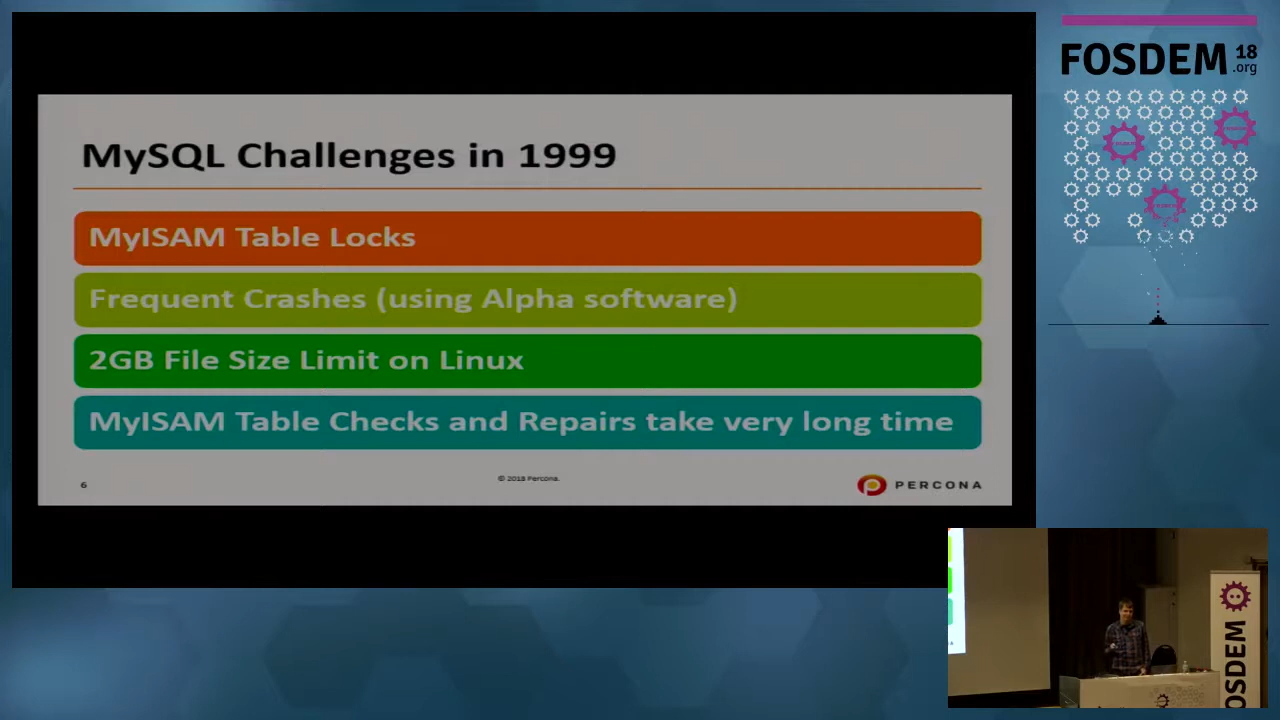 MySQL Challenges in 1999
MyISAM Table Locks
Frequent Crashes (using Alpha software)
2GB File Size Limit on Linux
MyISAM Table Checks and Repairs take very long time
6
© 2018 Percona.
PERCONA
FOSDEM 18
.org
FOSDEM